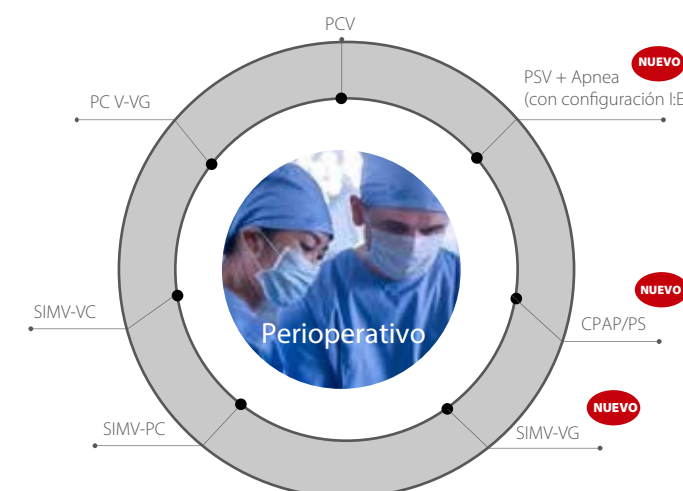 PCV
NUEVO
PSV + Apnea
(con configuración I:E
PC V-VG
NUEVO
SIMV-VC
CPAP/PS
Perioperativo
NUEVO
SIMV-PC
SIMV-VG